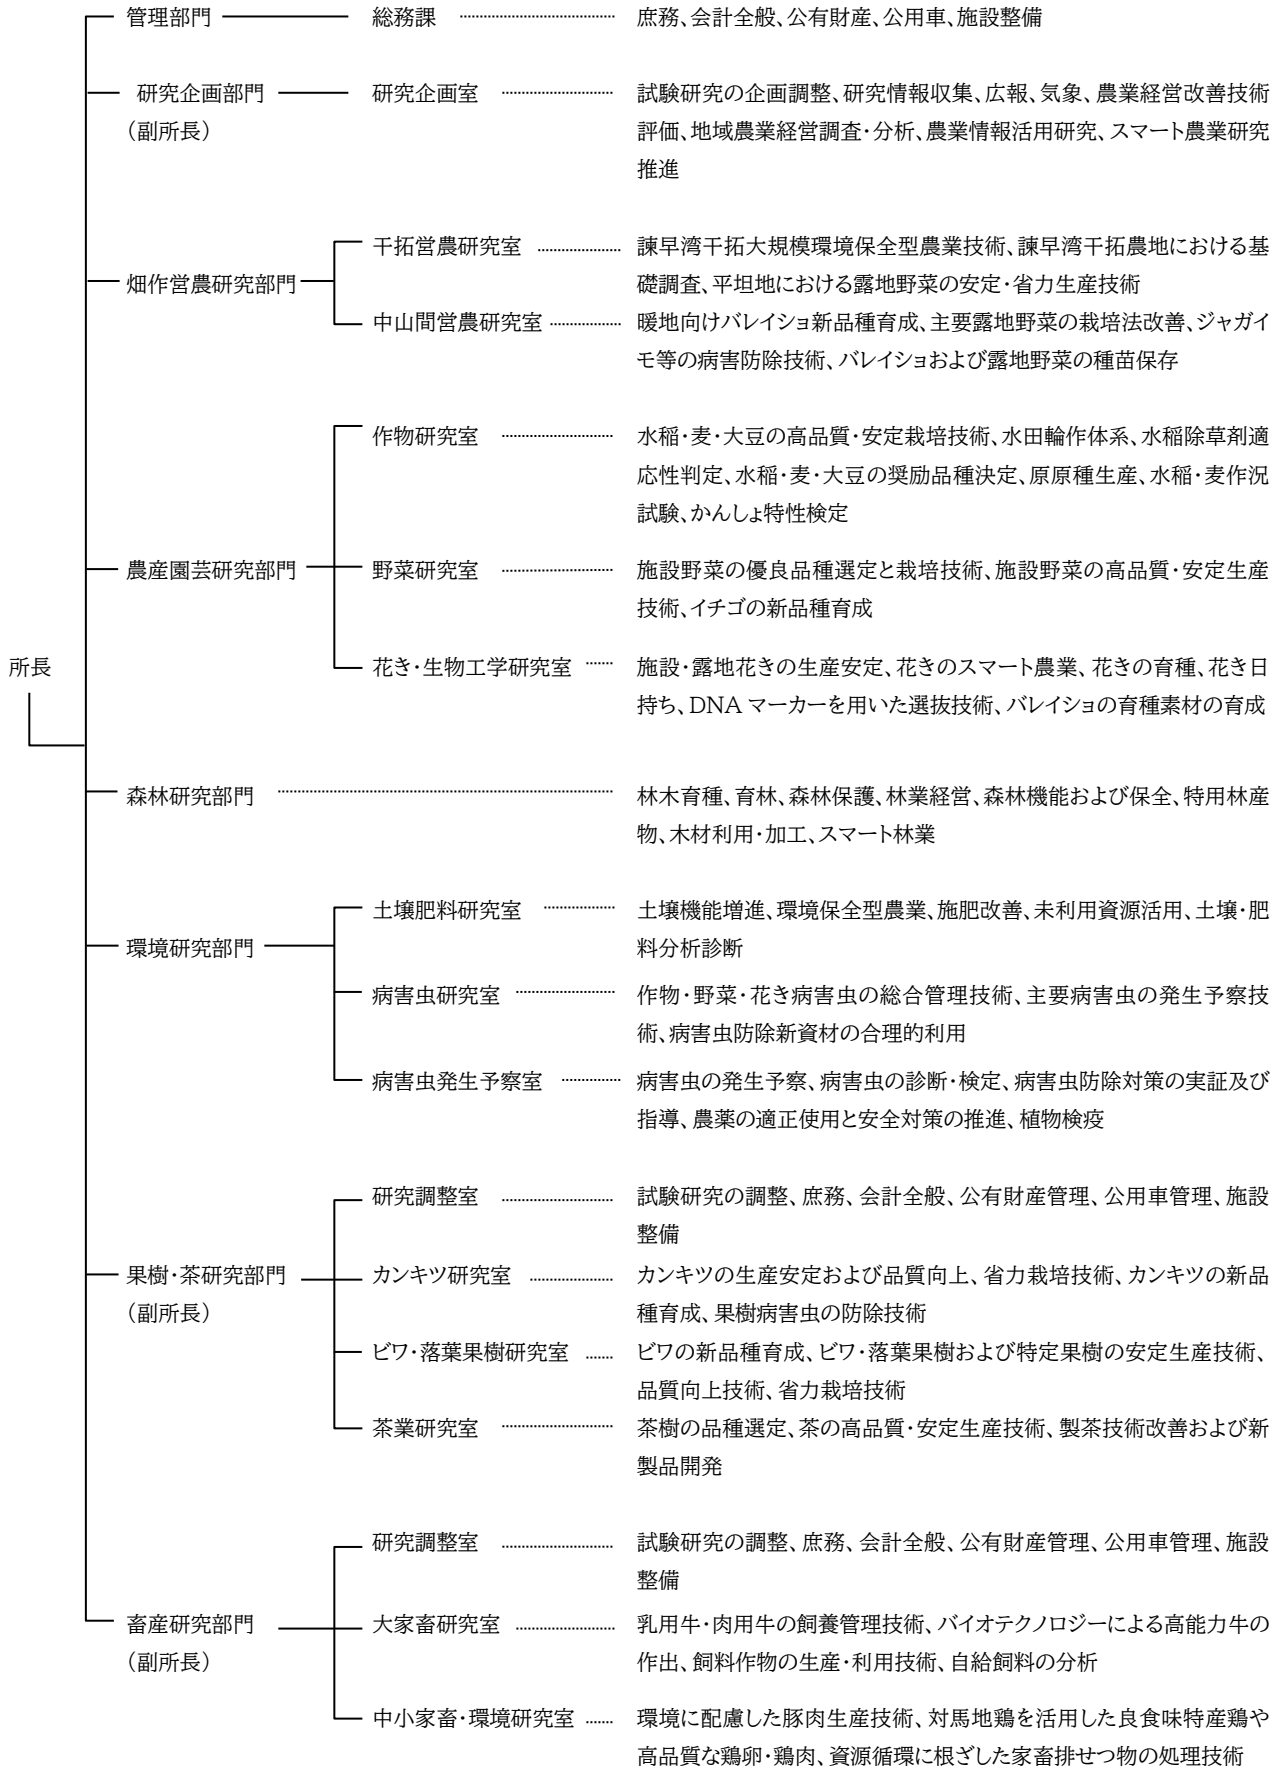 管理部門 総務課 庶務、会計全般、公有財産、公用車、施設整備
研究企画部門 研究企画室 試験研究の企画調整、研究情報収集、広報、気象、農業経営改善技術
（副所長） 評価、地域農業経営調査・分析、農業情報活用研究、スマート農業研究
推進
干拓営農研究室 諫早湾干拓大規模環境保全型農業技術、諫早湾干拓農地における基
畑作営農研究部門 礎調査、平坦地における露地野菜の安定・省力生産技術
中山間営農研究室 暖地向けバレイショ新品種育成、主要露地野菜の栽培法改善、ジャガイ
モ等の病害防除技術、バレイショおよび露地野菜の種苗保存
作物研究室 水稲・麦・大豆の高品質・安定栽培技術、水田輪作体系、水稲除草剤適
応性判定、水稲・麦・大豆の奨励品種決定、原原種生産、水稲・麦作況
試験、かんしょ特性検定
農産園芸研究部門 野菜研究室 施設野菜の優良品種選定と栽培技術、施設野菜の高品質・安定生産
技術、イチゴの新品種育成
所長 花き・生物工学研究室 施設・露地花きの生産安定、花きのスマート農業、花きの育種、花き日
持ち、DNA マーカーを用いた選抜技術、バレイショの育種素材の育成
森林研究部門 林木育種、育林、森林保護、林業経営、森林機能および保全、特用林産
物、木材利用・加工、スマート林業
土壌肥料研究室 土壌機能増進、環境保全型農業、施肥改善、未利用資源活用、土壌・肥
環境研究部門 料分析診断
病害虫研究室 作物・野菜・花き病害虫の総合管理技術、主要病害虫の発生予察技
術、病害虫防除新資材の合理的利用
病害虫発生予察室 病害虫の発生予察、病害虫の診断・検定、病害虫防除対策の実証及び
指導、農薬の適正使用と安全対策の推進、植物検疫
研究調整室 試験研究の調整、庶務、会計全般、公有財産管理、公用車管理、施設
整備
果樹・茶研究部門 カンキツ研究室 カンキツの生産安定および品質向上、省力栽培技術、カンキツの新品
（副所長） 種育成、果樹病害虫の防除技術
ビワ・落葉果樹研究室 ビワの新品種育成、ビワ・落葉果樹および特定果樹の安定生産技術、
品質向上技術、省力栽培技術
茶業研究室 茶樹の品種選定、茶の高品質・安定生産技術、製茶技術改善および新
製品開発
研究調整室 試験研究の調整、庶務、会計全般、公有財産管理、公用車管理、施設
整備
畜産研究部門 大家畜研究室 乳用牛・肉用牛の飼養管理技術、バイオテクノロジーによる高能力牛の
（副所長） 作出、飼料作物の生産・利用技術、自給飼料の分析
中小家畜・環境研究室 環境に配慮した豚肉生産技術、対馬地鶏を活用した良食味特産鶏や
高品質な鶏卵・鶏肉、資源循環に根ざした家畜排せつ物の処理技術